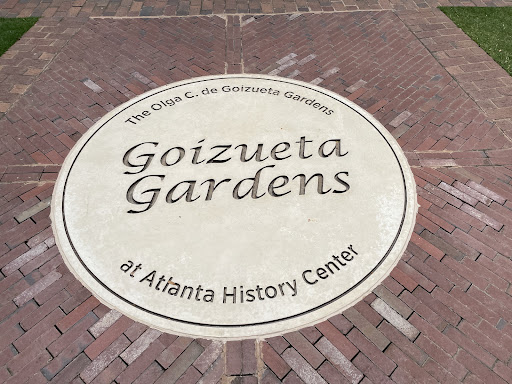 The Olga C. de Goizueta Gardens
Goizueta
Gardens
at Atlanta History Center